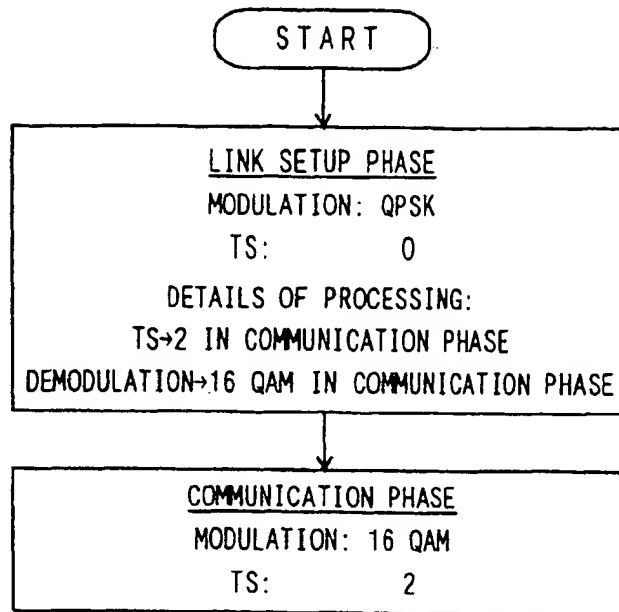 START
LINK SETUP PHASE
MODULATION: QPSK
TS: 0
DETAILS OF PROCESSING:
TS→2 IN COMMUNICATION PHASE
DEMODULATION→16 QAM IN COMMUNICATION PHASE
COMMUNICATION PHASE
MODULATION: 16 QAM
TS: 2